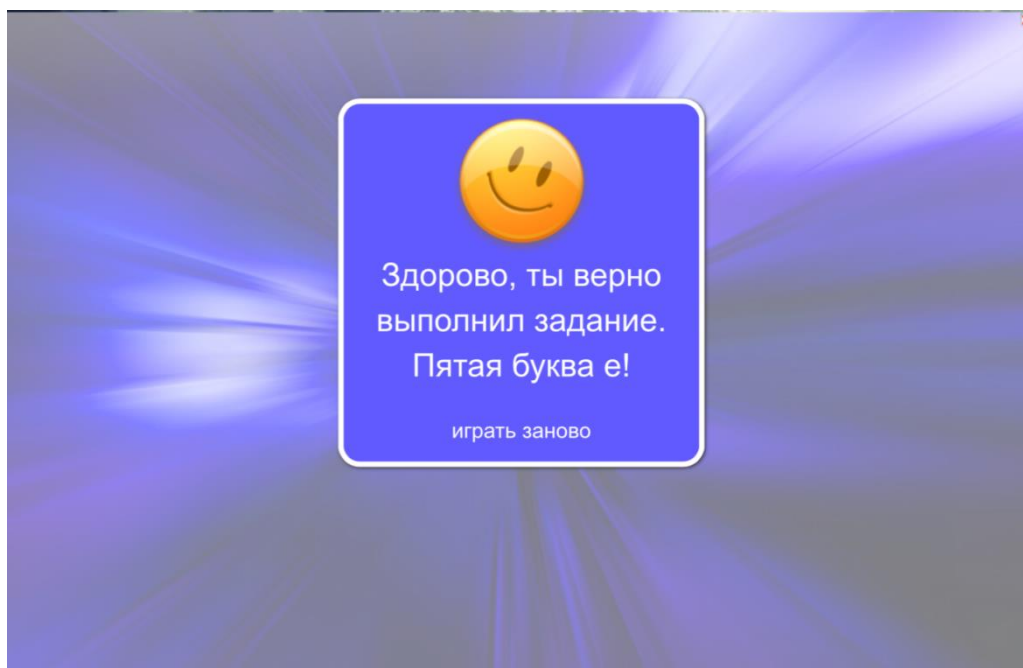 Здорово, ты верно
выполнил задание.
Пятая буква е!
играть заново